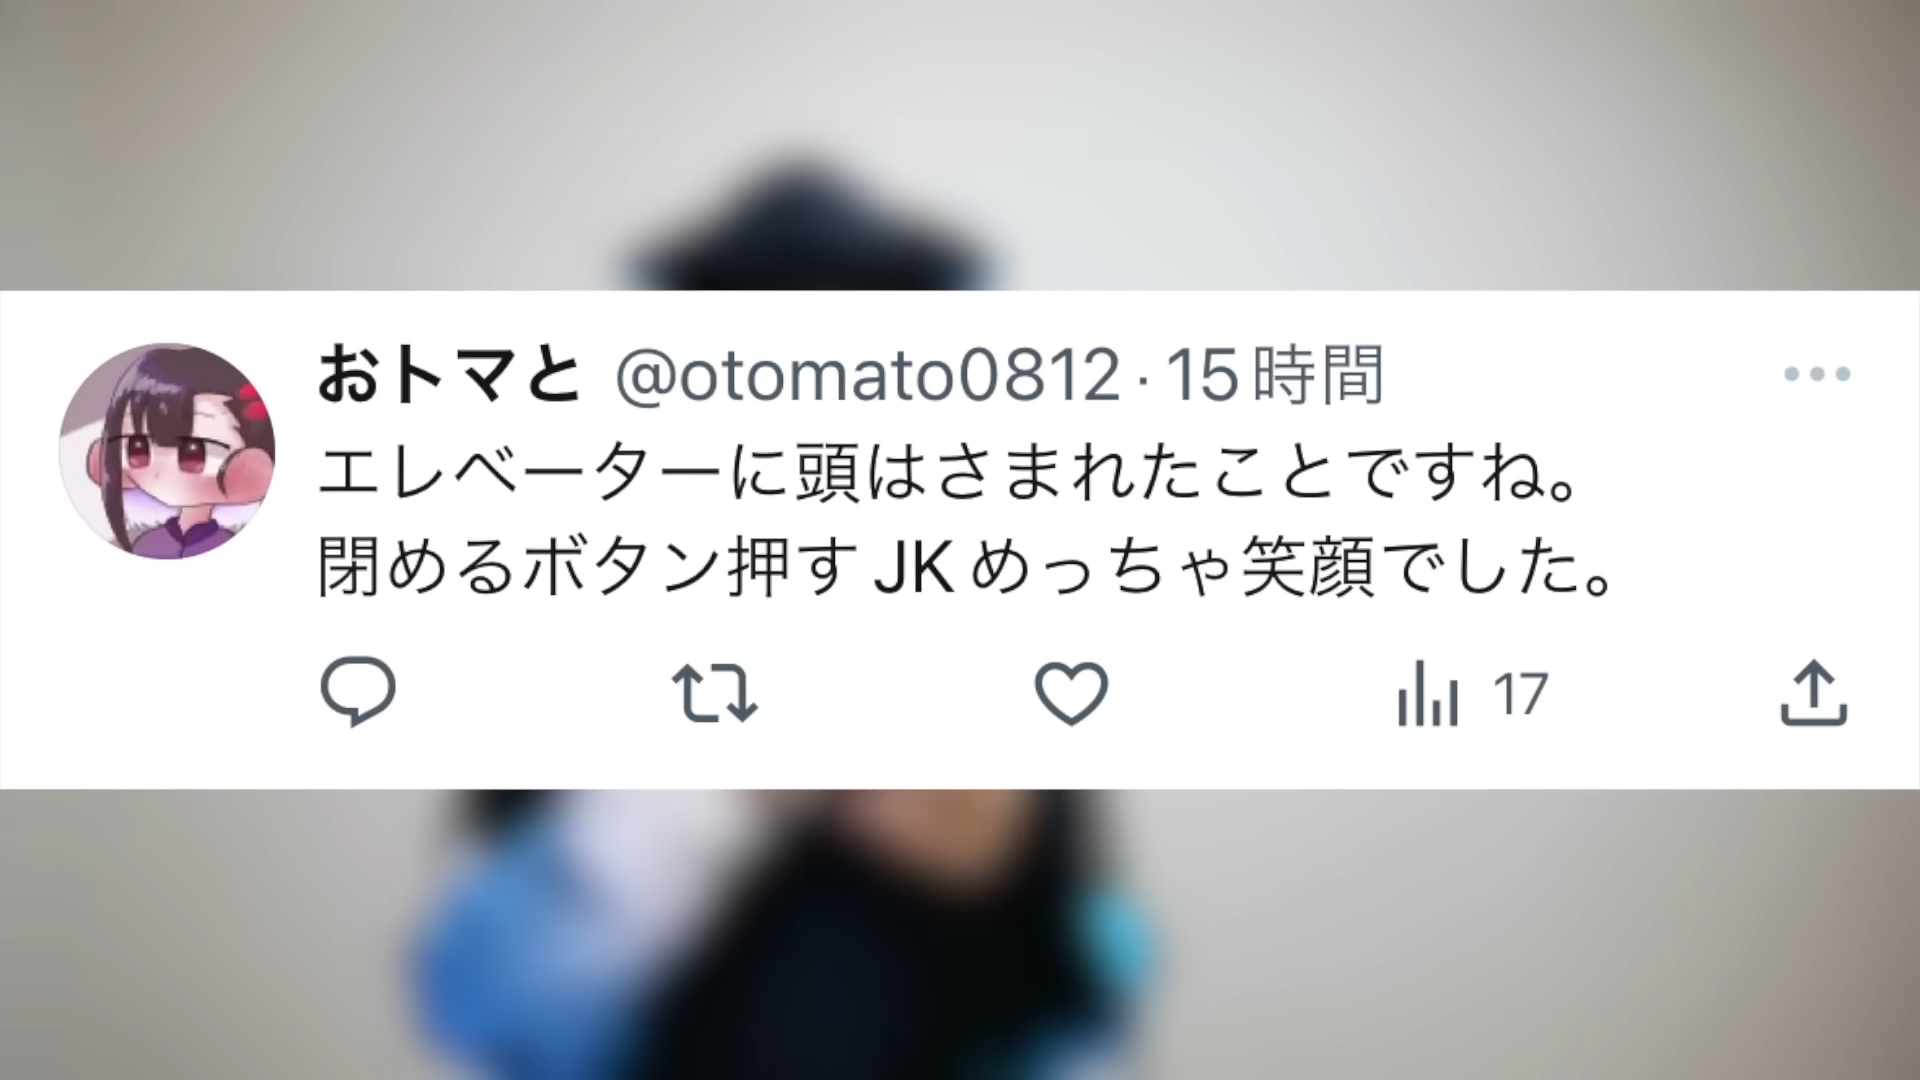 おトマと @otomato0812·15時間
エレベーターに頭はさまれたことですね。
閉めるボタン押すJKめっちゃ笑顔でした。
17